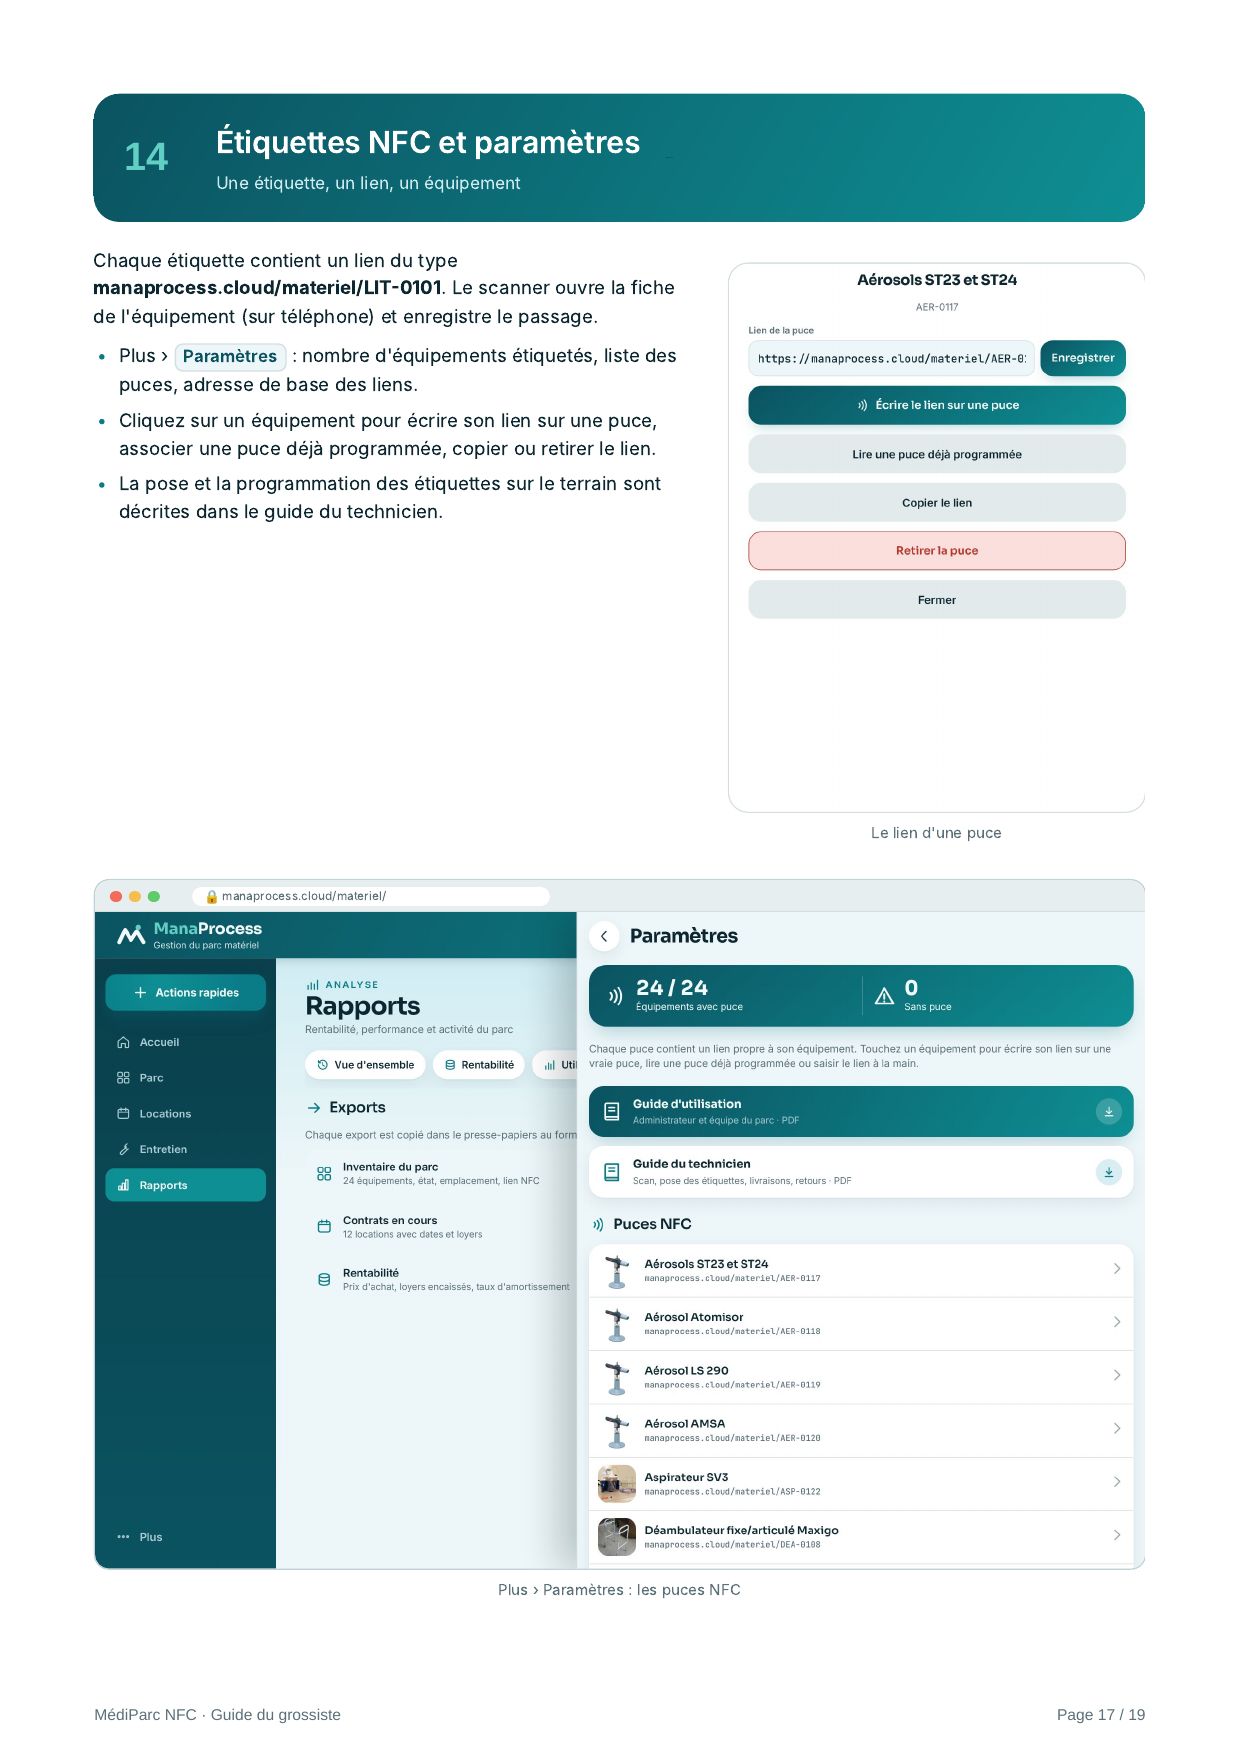 14
Étiquettes NFC et paramètres
Une étiquette, un lien, un équipement
Chaque étiquette contient un lien du type
manaprocess.cloud/materiel/LIT-0101. Le scanner ouvre la fiche
de l'équipement (sur téléphone) et enregistre le passage.
• Plus › Paramètres : nombre d'équipements étiquetés, liste des
puces, adresse de base des liens.
• Cliquez sur un équipement pour écrire son lien sur une puce,
associer une puce déjà programmée, copier ou retirer le lien.
• La pose et la programmation des étiquettes sur le terrain sont
décrites dans le guide du technicien.
Aérosols ST23 et ST24
AER-0117
Lien de la puce
https://manaprocess.cloud/materiel/AER-01
Enregistrer
Écrire le lien sur une puce
Lire une puce déjà programmée
Copier le lien
Retirer la puce
Fermer
Le lien d'une puce
manaprocess.cloud/materiel/
ManaProcess
Gestion du parc matériel
Actions rapides
Accueil
Parc
Locations
Entretien
Rapports
Plus
ANALYSE
Rapports
Rentabilité, performance et activité du parc
Vue d'ensemble
Rentabilité
Util
Exports
Chaque export est copié dans le presse-papiers au form
Inventaire du parc
24 équipements, état, emplacement, lien NFC
Contrats en cours
12 locations avec dates et loyers
Rentabilité
Prix d'achat, loyers encaissés, taux d'amortissement
Paramètres
24 / 24
Équipements avec puce
0
Sans puce
Chaque puce contient un lien propre à son équipement. Touchez un équipement pour écrire son lien sur une
vraie puce, lire une puce déjà programmée ou saisir le lien à la main.
Guide d'utilisation
Administrateur et équipe du parc · PDF
Guide du technicien
Scan, pose des étiquettes, livraisons, retours · PDF
Puces NFC
Aérosols ST23 et ST24
manaprocess.cloud/materiel/AER-0117
Aérosol Atomisor
manaprocess.cloud/materiel/AER-0118
Aérosol LS 290
manaprocess.cloud/materiel/AER-0119
Aérosol AMSA
manaprocess.cloud/materiel/AER-0120
Aspirateur SV3
manaprocess.cloud/materiel/ASP-0122
Déambulateur fixe/articulé Maxigo
manaprocess.cloud/materiel/DEA-0108
Plus › Paramètres : les puces NFC
MédiParc NFC · Guide du grossiste
Page 17 / 19